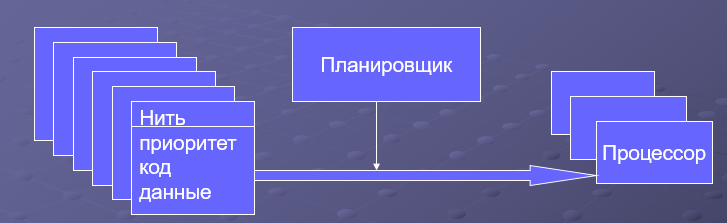 Планировщик
Нить
приоритет
код
данные
Процессор